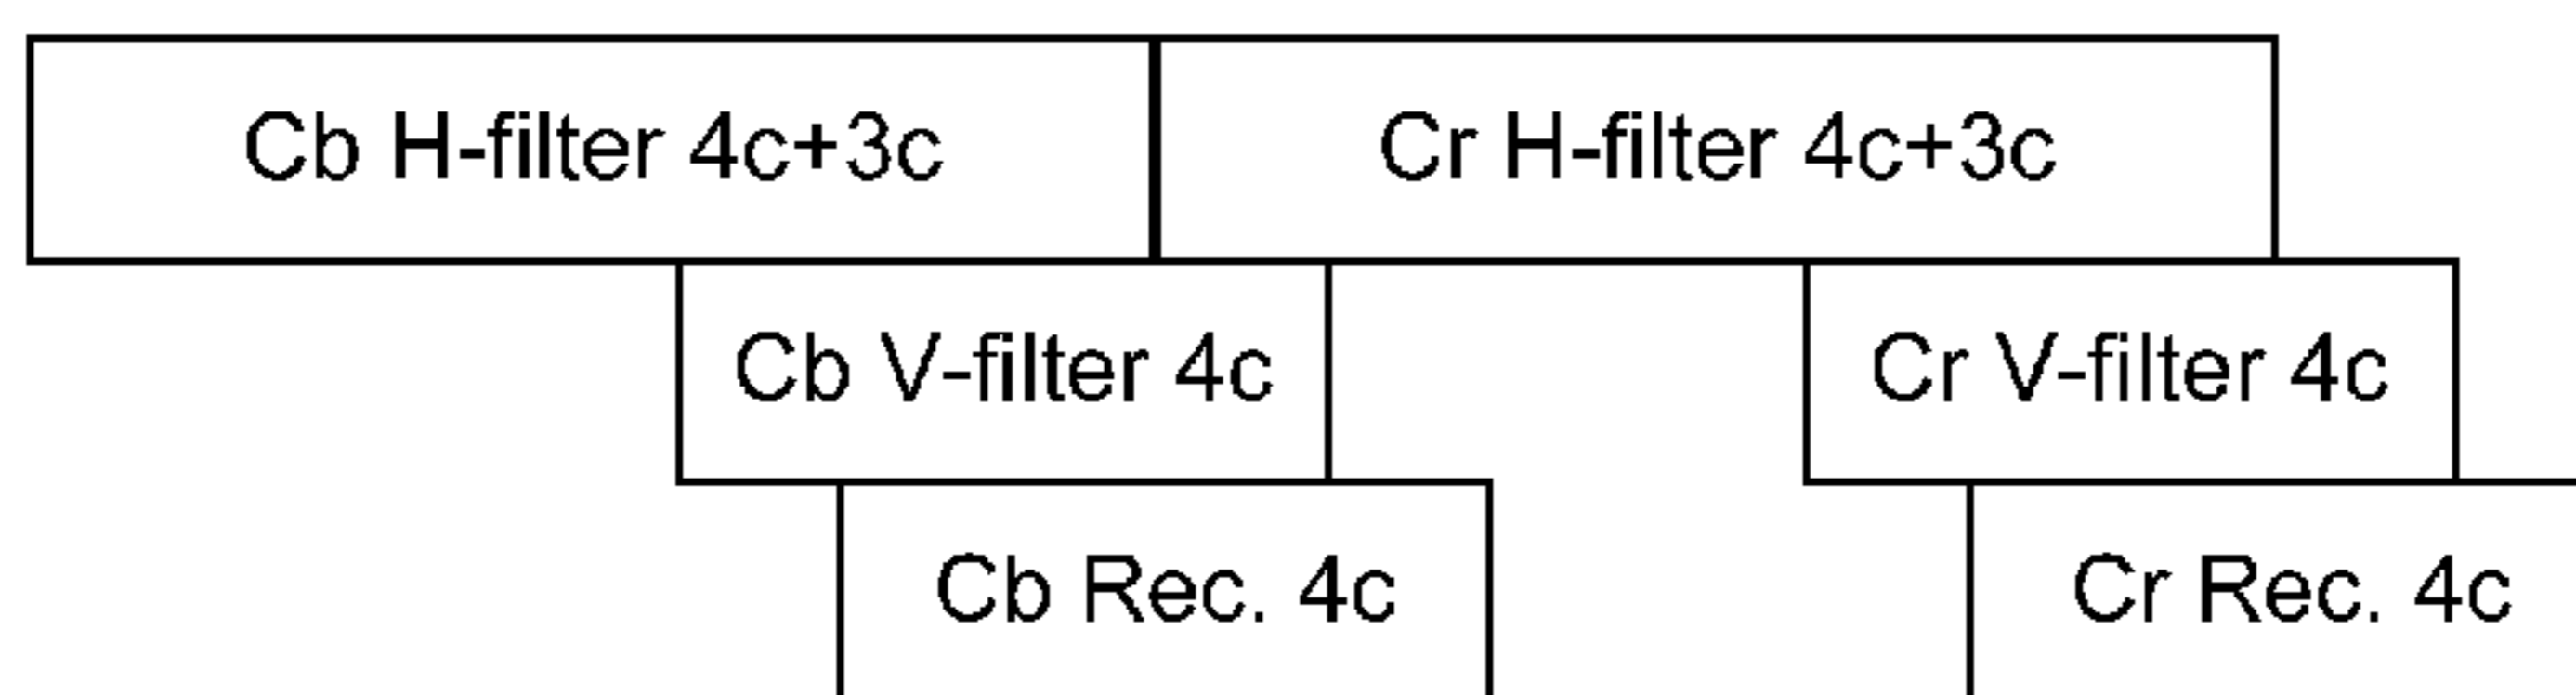 Cb H-filter 4c+3c
Cr H-filter 4c+3c
Cb V-filter 4c
Cr V-filter 4c
Cb Rec. 4c
Cr Rec. 4c